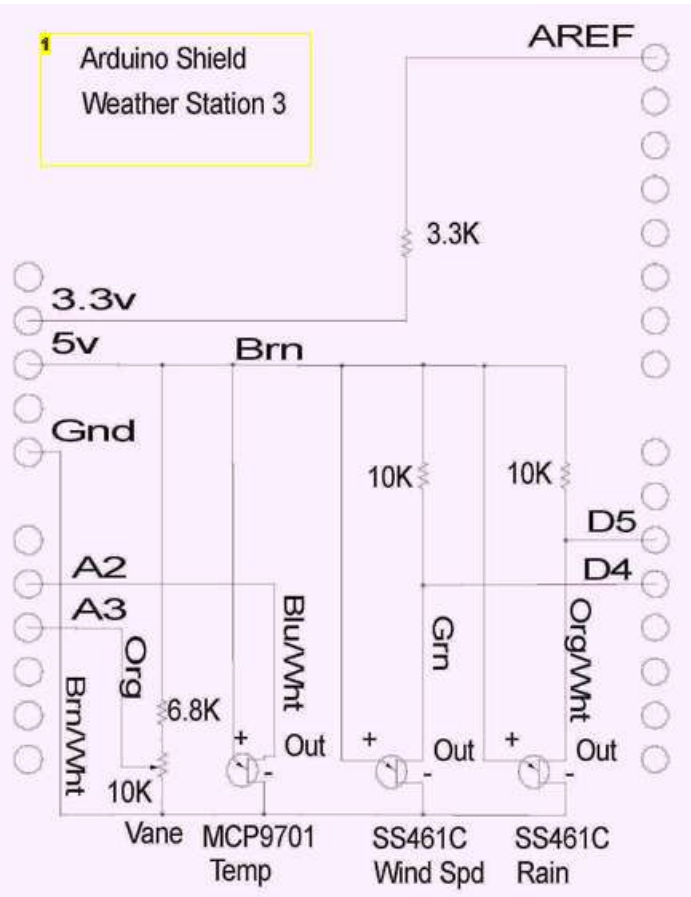 1
Arduino Shield
Weather Station 3
AREF
3.3K
3.3v
5v
Brn
Gnd
10K
10K
D5
A2
D4
A3
Org
Blu/Wht
Grn
Org/Wht
Brn/Wht
6.8K
+
Out
-
+
Out
-
+
Out
-
10K
Vane
MCP9701
Temp
SS461C
Wind Spd
SS461C
Rain